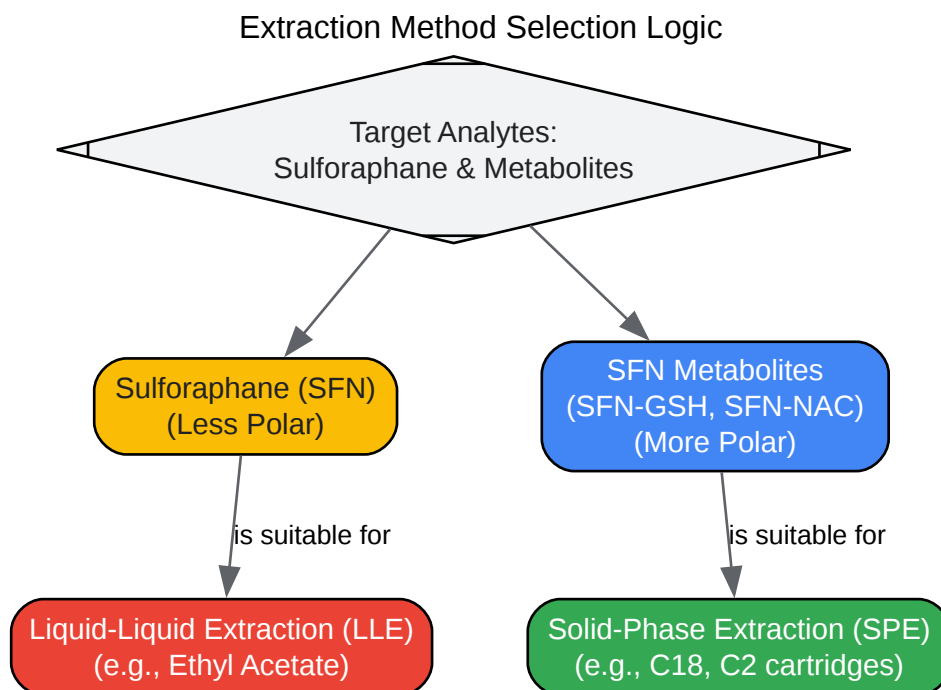 Extraction Method Selection Logic
Target Analytes:
Sulforaphane & Metabolites
Sulforaphane (SFN)
(Less Polar)
SFN Metabolites
(SFN-GSH, SFN-NAC)
(More Polar)
is suitable for
is suitable for
Liquid-Liquid Extraction (LLE)
(e.g., Ethyl Acetate)
Solid-Phase Extraction (SPE)
(e.g., C18, C2 cartridges)